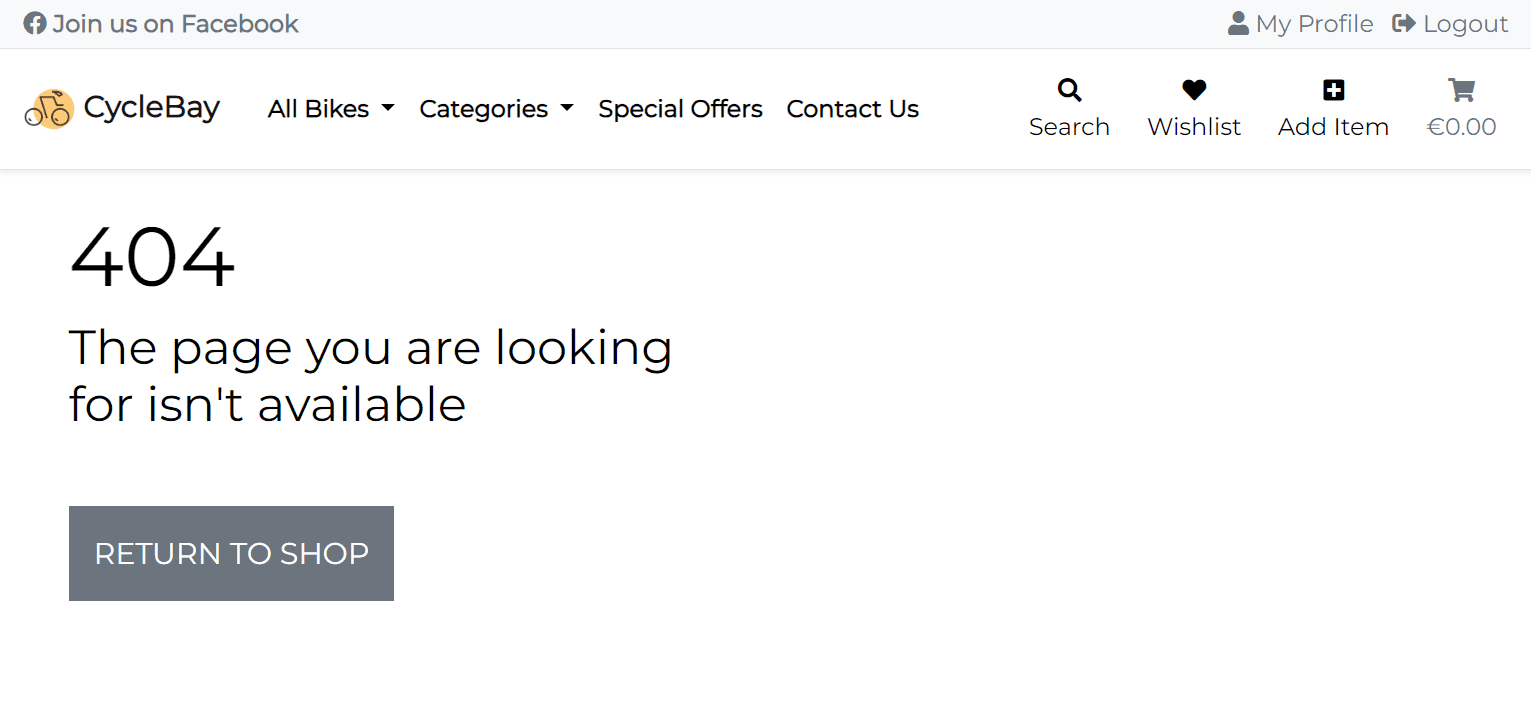 Join us on Facebook
My Profile
Logout
CycleBay
All Bikes
Categories
Special Offers
Contact Us
Search
Wishlist
Add Item
€0.00
404
The page you are looking
for isn't available
RETURN TO SHOP